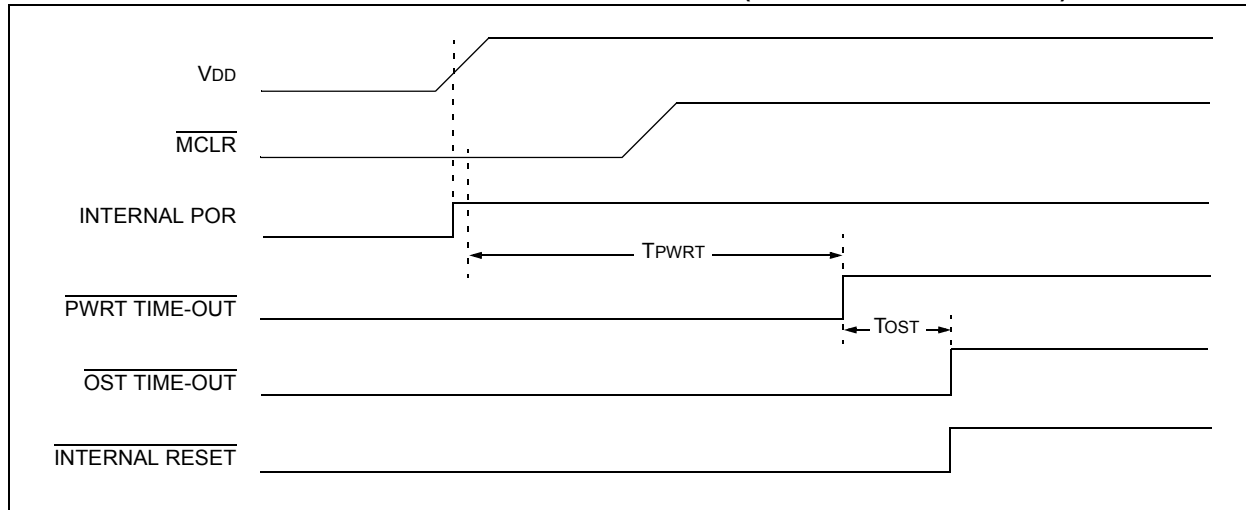 VDD
MCLR
INTERNAL POR
TPWRT
PWRT TIME-OUT
TOST
OST TIME-OUT
INTERNAL RESET